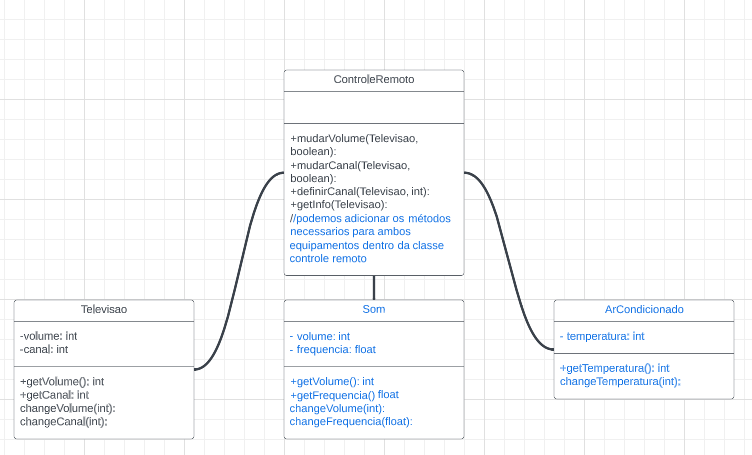 ControleRemoto
+mudarVolume(Televisao,
boolean):
+mudarCanal(Televisao,
boolean):
+definirCanal(Televisao, int):
+getInfo(Televisao):
//podemos adicionar os métodos
necessarios para ambos
equipamentos dentro da classe
controle remoto
Televisao
-volume: int
-canal: int
+getVolume(): int
+getCanal: int
changeVolume(int):
changeCanal(int);
Som
- volume: int
- frequencia: float
+getVolume(): int
+getFrequencia() float
changeVolume(int):
changeFrequencia(float):
ArCondicionado
- temperatura: int
+getTemperatura(): int
changeTemperatura(int);